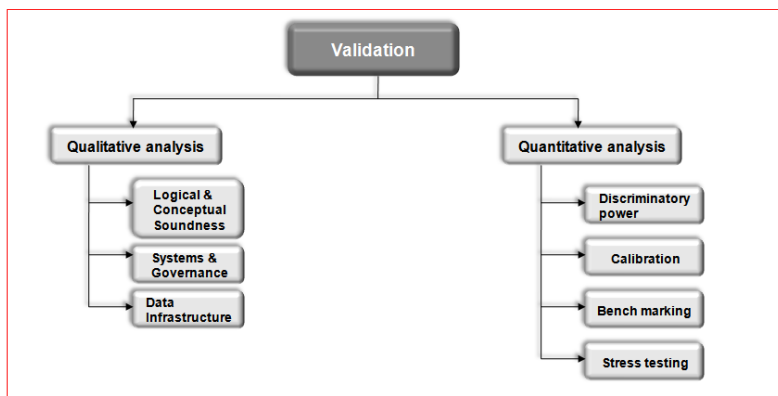 Validation
Qualitative analysis
Logical &
Conceptual
Soundness
Systems &
Governance
Data
Infrastructure
Quantitative analysis
Discriminatory
power
Calibration
Bench marking
Stress testing